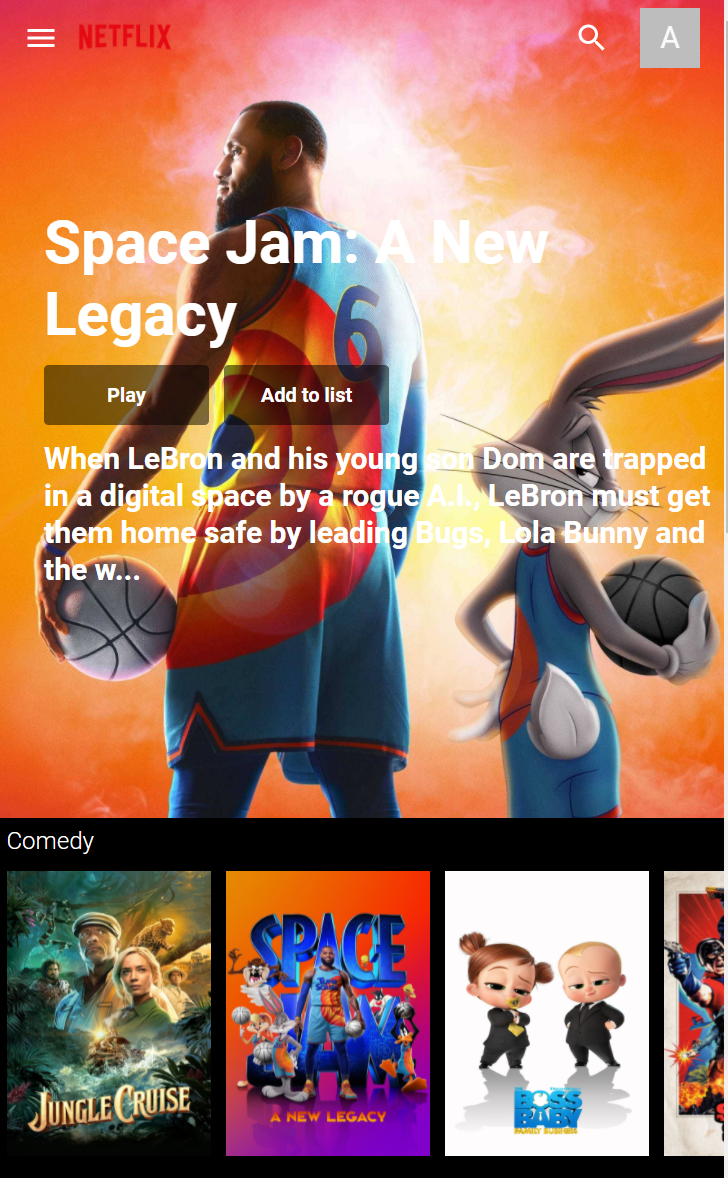 NETFLIX
A
Space Jam: A New
Legacy
6
Play
Add to list
When LeBron and his young son Dom are trapped
in a digital space by a rogue A.I., LeBron must get
them home safe by leading Bugs, Lola Bunny and
the w...
Comedy
JUNGLE CRUISE
SPACE
JAM
A NEW LEGACY
BOSS
BABY
FAMILY BUSINESS